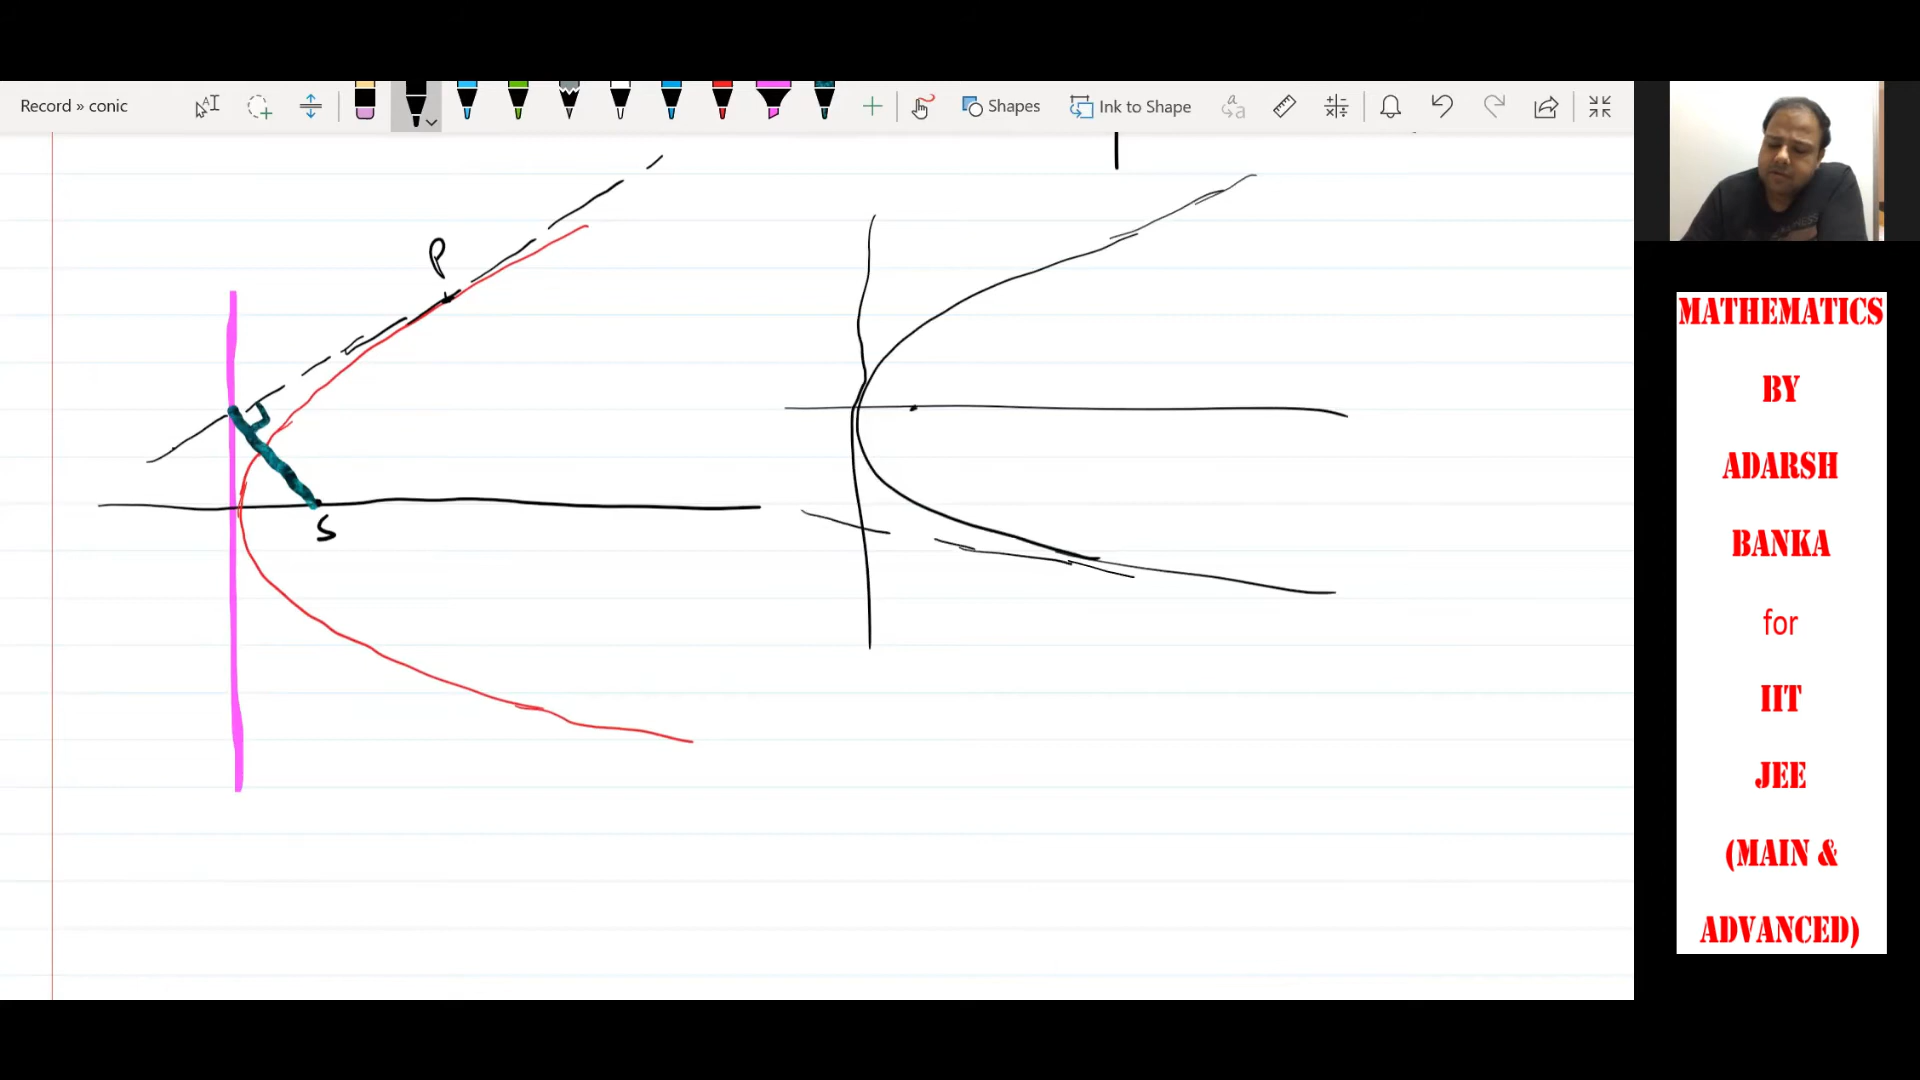 Record » conic
Shapes
Ink to Shape
P
S
MATHEMATICS
BY
ADARSH
BANKA
for
IIT
JEE
(MAIN &
ADVANCED)